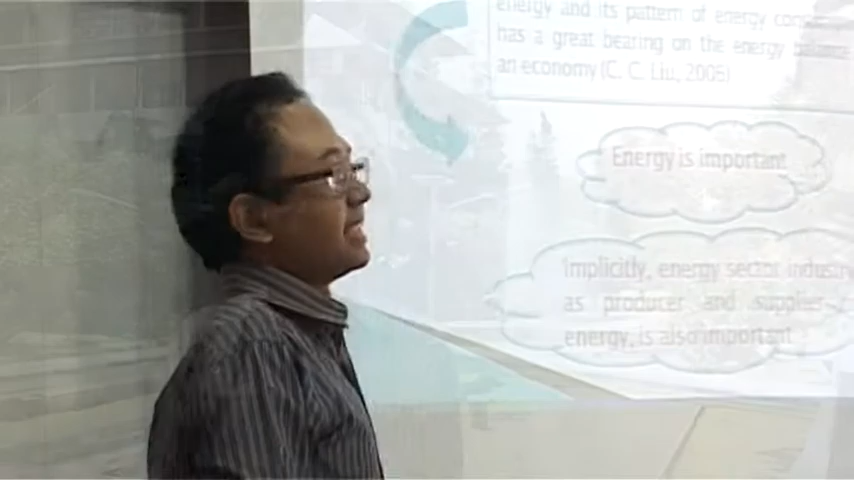 energy and its pattern of energy
has a great bearing on the energy balance
an economy (C. C. Liu, 2006)
Energy is important
implicitly, energy sector industry
as producer and supplier
energy, is also important